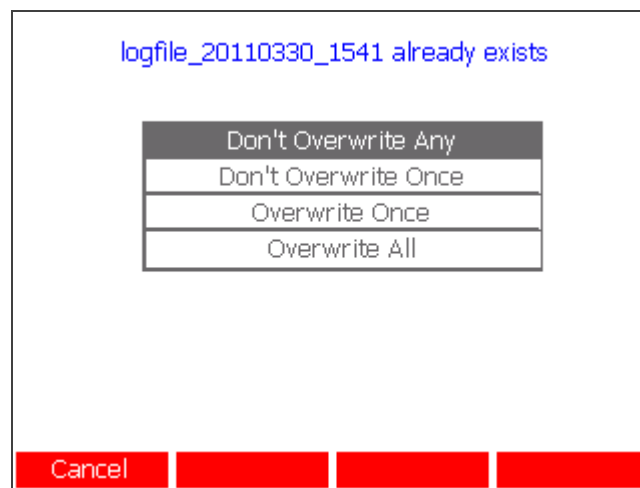 logfile_20110330_1541 already exists
Don't Overwrite Any
Don't Overwrite Once
Overwrite Once
Overwrite All
Cancel